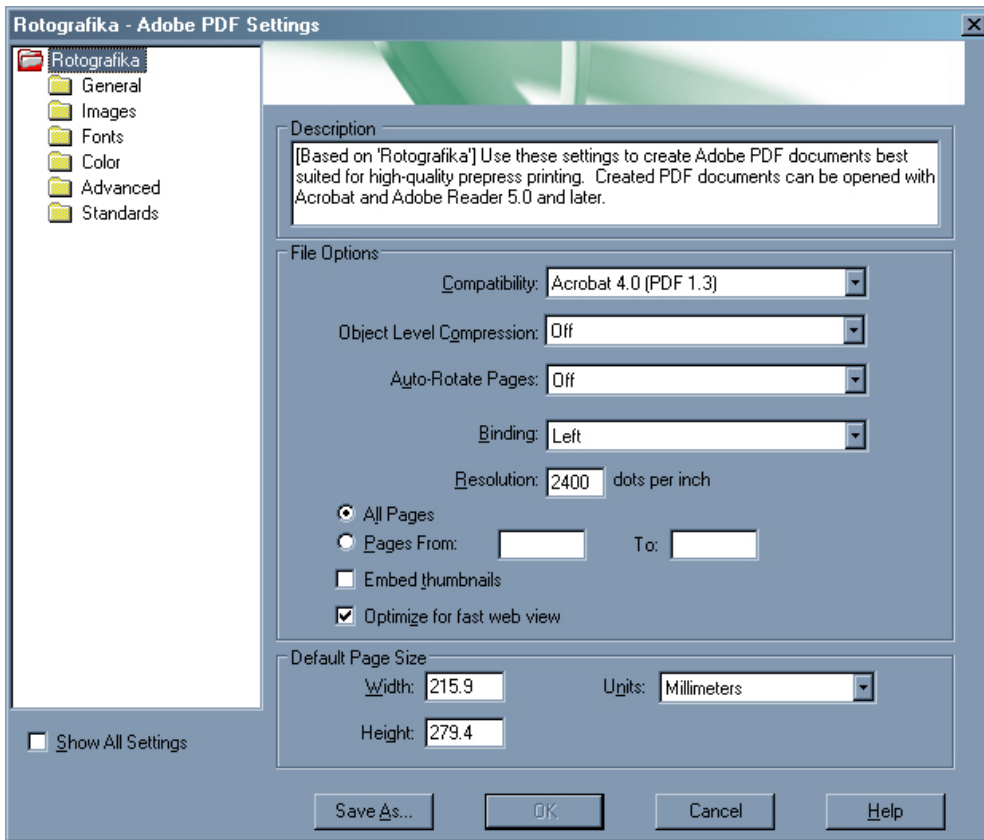 Rotografika - Adobe PDF Settings
Rotografika
General
Images
Fonts
Color
Advanced
Standards
Show All Settings
Description
[Based on 'Rotografika'] Use these settings to create Adobe PDF documents best
suited for high-quality prepress printing.  Created PDF documents can be opened with
Acrobat and Adobe Reader 5.0 and later.
File Options
Compatibility: Acrobat 4.0 (PDF 1.3)
Object Level Compression: Off
Auto-Rotate Pages: Off
Binding: Left
Resolution: 2400 dots per inch
All Pages
Pages From: To:
Embed thumbnails
Optimize for fast web view
Default Page Size
Width: 215.9 Units: Millimeters
Height: 279.4
Save As... OK Cancel Help